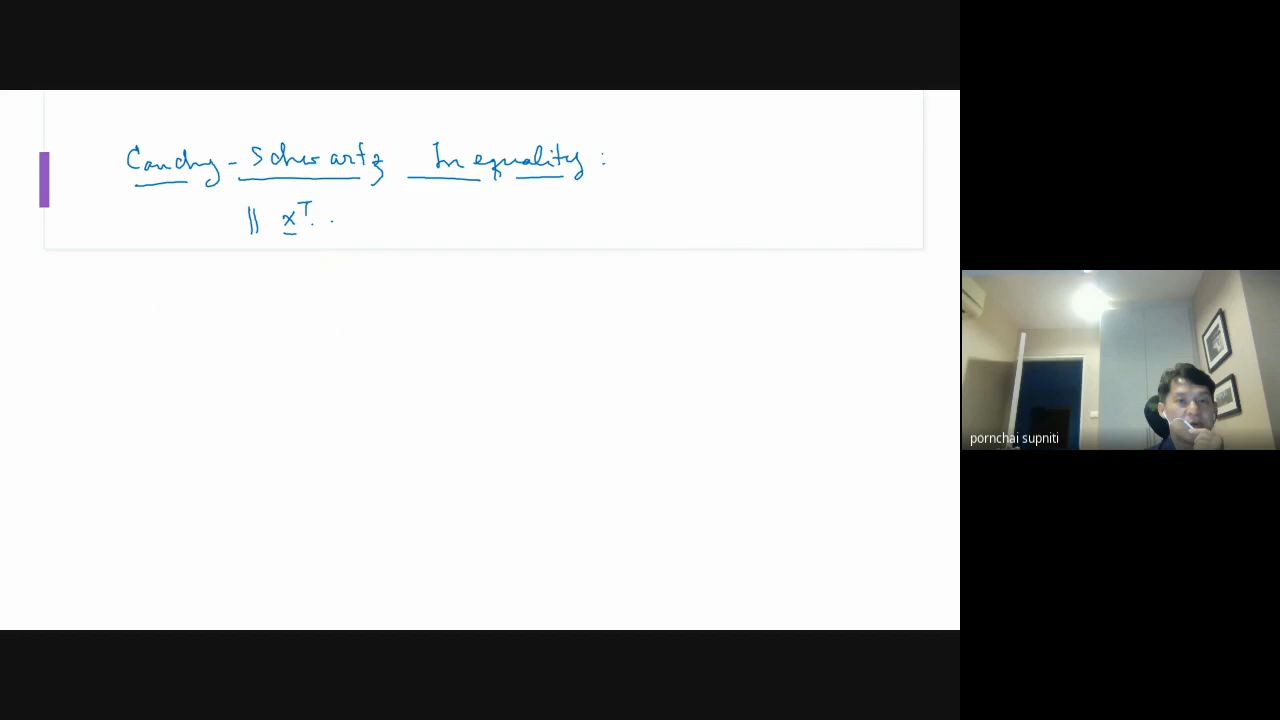 Cauchy - Schwartz Inequality :
‖ x̲ᵀ. .
pornchai supniti